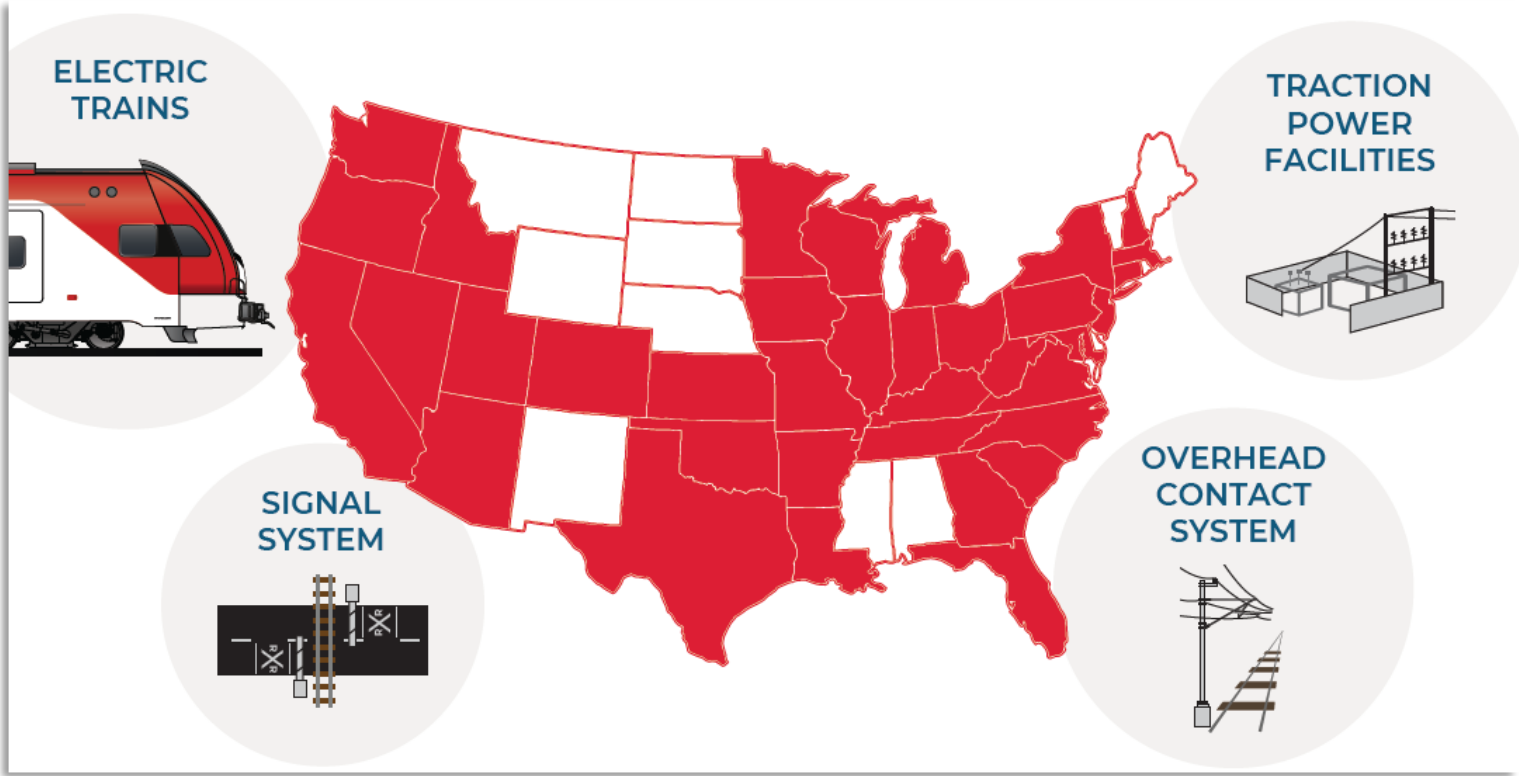 ELECTRIC
TRAINS
TRACTION
POWER
FACILITIES
SIGNAL
SYSTEM
OVERHEAD
CONTACT
SYSTEM
R R
R R